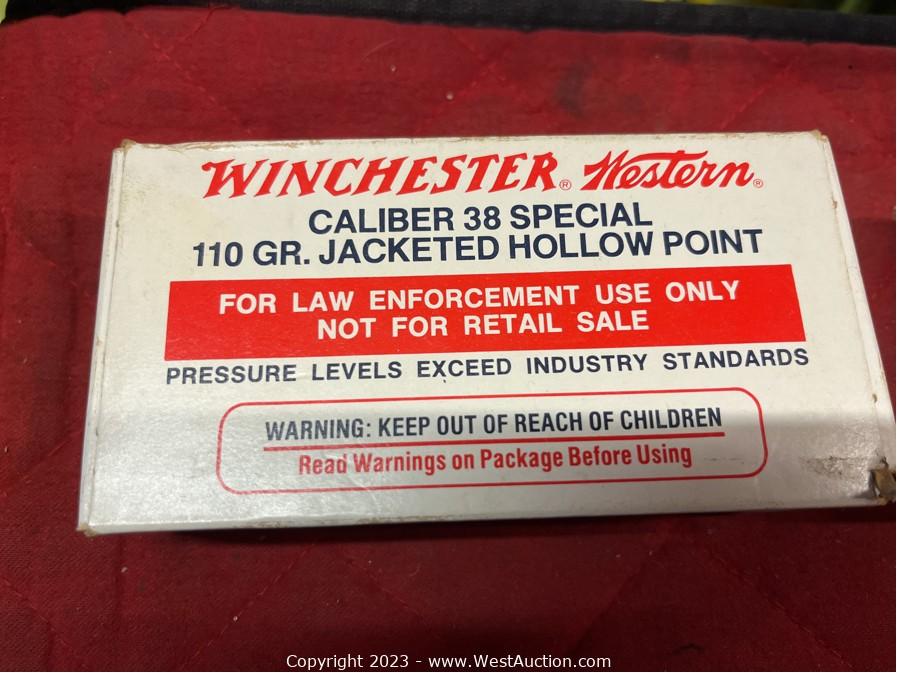 WINCHESTER® Western®
CALIBER 38 SPECIAL
110 GR. JACKETED HOLLOW POINT
FOR LAW ENFORCEMENT USE ONLY
NOT FOR RETAIL SALE
PRESSURE LEVELS EXCEED INDUSTRY STANDARDS
WARNING: KEEP OUT OF REACH OF CHILDREN
Read Warnings on Package Before Using
Copyright 2023 - www.WestAuction.com